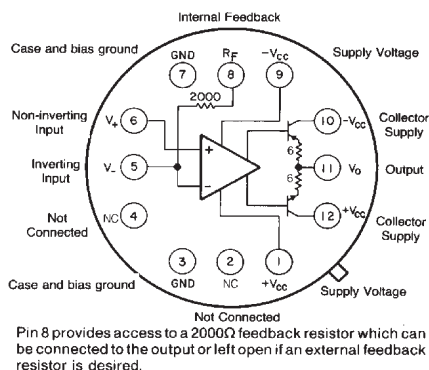 Internal Feedback
Case and bias ground
Supply Voltage
GND
RF
-Vcc
7
8
9
2000
Non-inverting
Input
V+
6
+
10
-Vcc
Collector
Supply
6
Inverting
Input
V-
5
11
Vo
Output
6
-
Not
Connected
NC
4
12
+Vcc
Collector
Supply
3
2
1
Case and bias ground
GND
NC
+Vcc
Supply Voltage
Not Connected
Pin 8 provides access to a 2000Ω feedback resistor which can
be connected to the output or left open if an external feedback
resistor is desired.